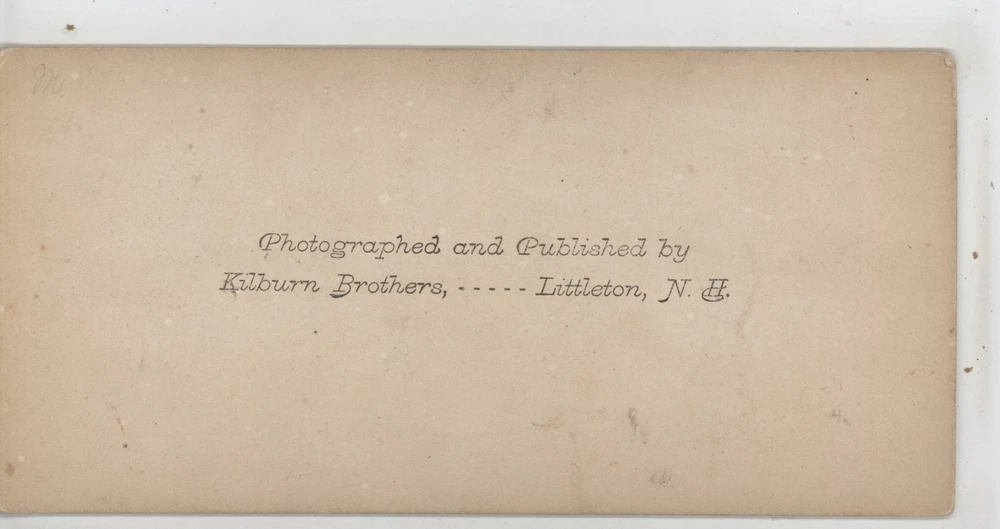 Photographed and Published by
Kilburn Brothers, - - - - - Littleton, N. H.